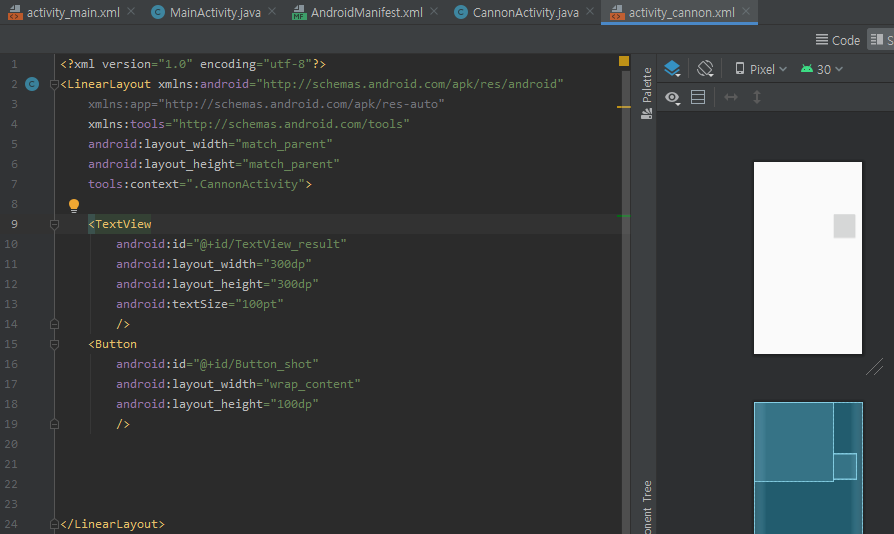 activity_main.xml MainActivity.java AndroidManifest.xml CannonActivity.java activity_cannon.xml
Code
Pixel 30
Palette
1 <?xml version="1.0" encoding="utf-8"?>
2 <LinearLayout xmlns:android="http://schemas.android.com/apk/res/android"
3 xmlns:app="http://schemas.android.com/apk/res-auto"
4 xmlns:tools="http://schemas.android.com/tools"
5 android:layout_width="match_parent"
6 android:layout_height="match_parent"
7 tools:context=".CannonActivity">
8
9 <TextView
10 android:id="@+id/TextView_result"
11 android:layout_width="300dp"
12 android:layout_height="300dp"
13 android:textSize="100pt"
14 />
15 <Button
16 android:id="@+id/Button_shot"
17 android:layout_width="wrap_content"
18 android:layout_height="100dp"
19 />
20
21
22
23
24 </LinearLayout>
onent Tree